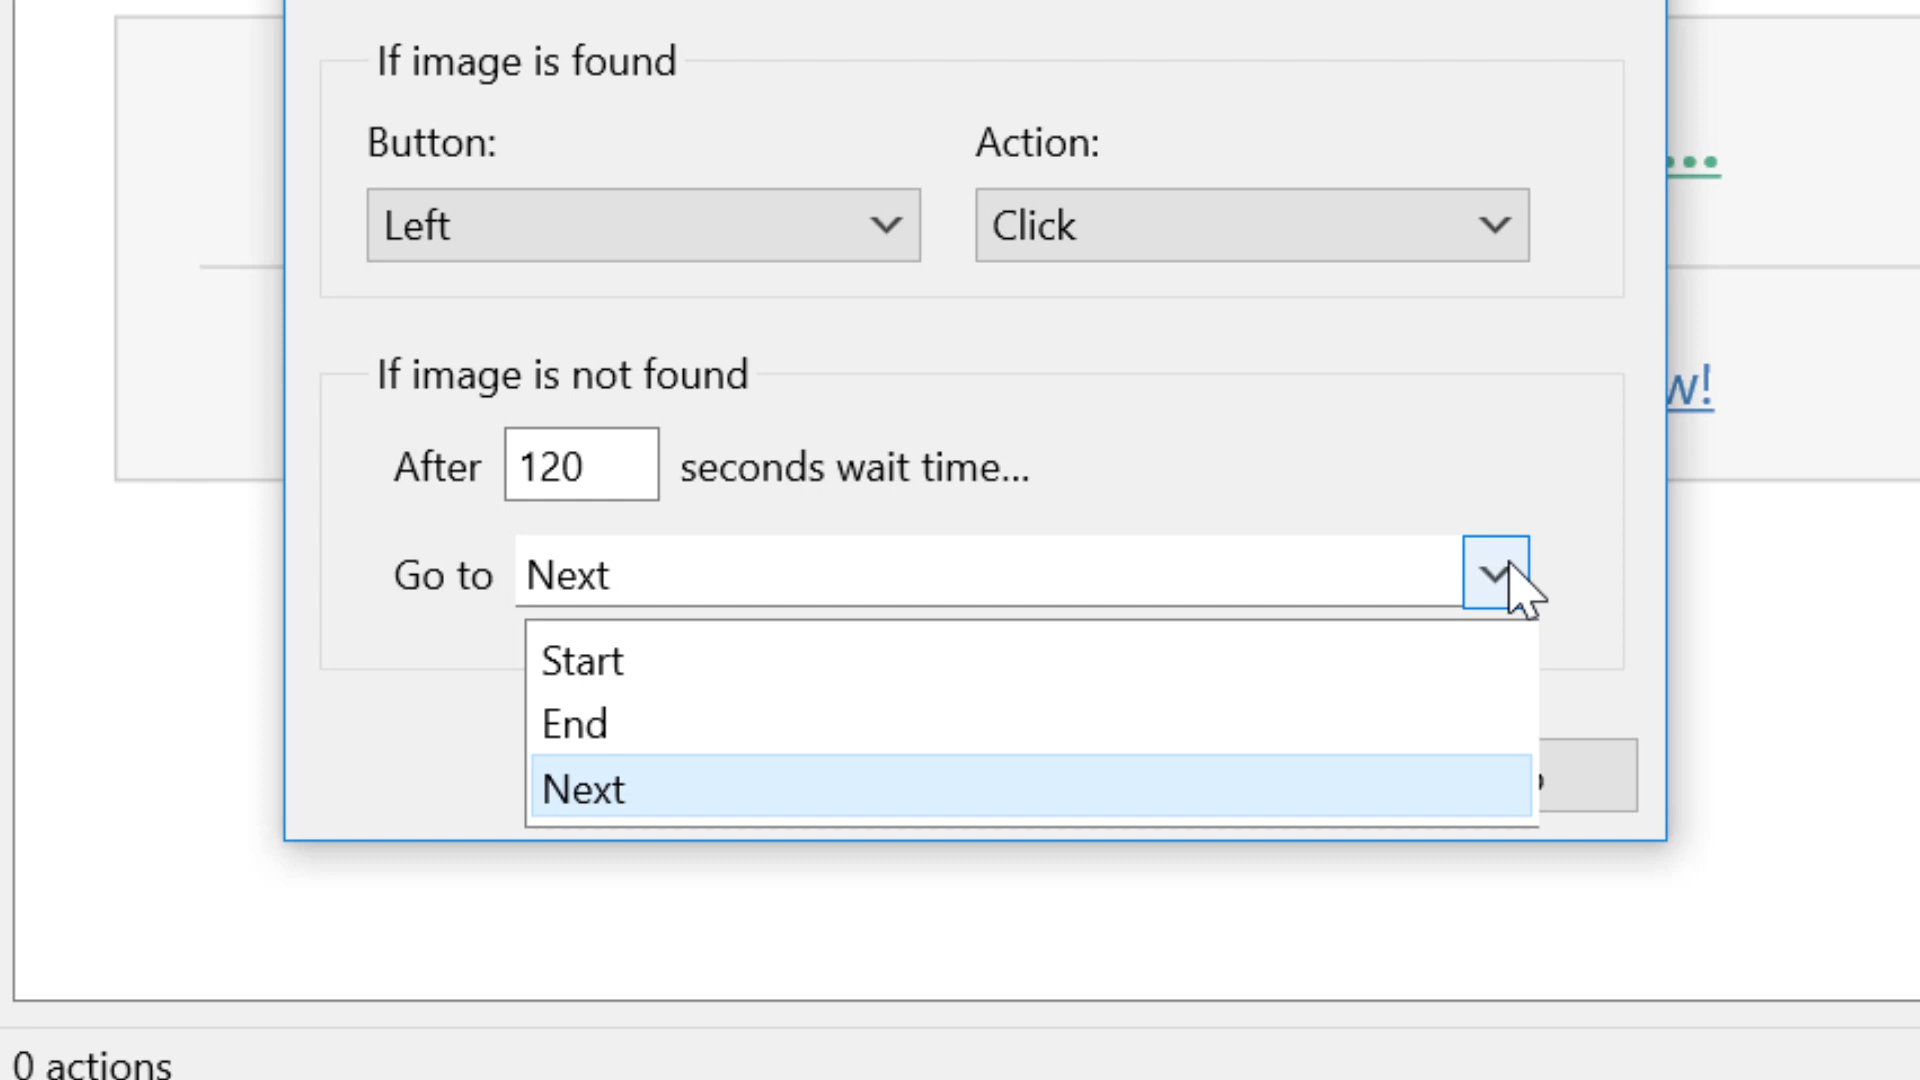 If image is found
Button:
Action:
Left
Click
...
w!
If image is not found
After 120 seconds wait time...
Go to Next
Start
End
Next
0 actions